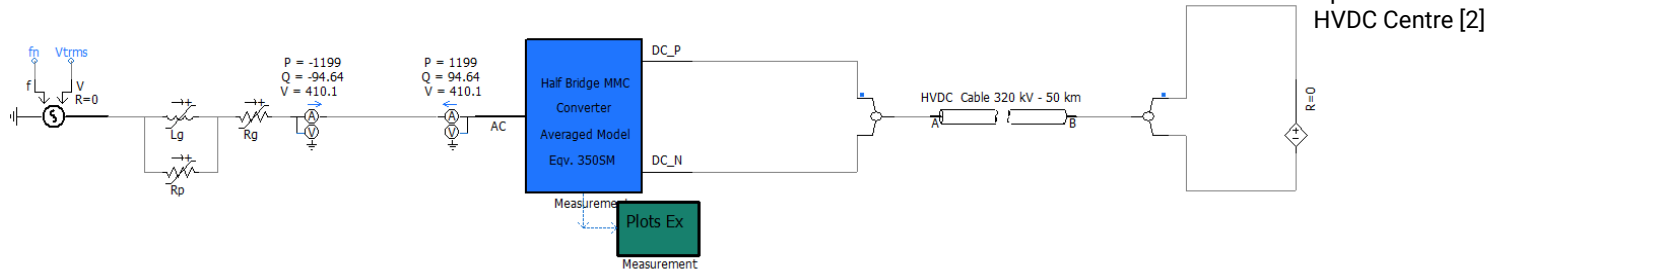 HVDC Centre [2]
fn Vtrms
f V
R=0
S
Lg
Rp
Rg
P = -1199
Q = -94.64
V = 410.1
A
V
P = 1199
Q = 94.64
V = 410.1
A
V
AC
Half Bridge MMC
Converter
Averaged Model
Eqv. 350SM
DC_P
DC_N
Measurement
Plots Ex
Measurement
HVDC Cable 320 kV - 50 km
A B
R=0